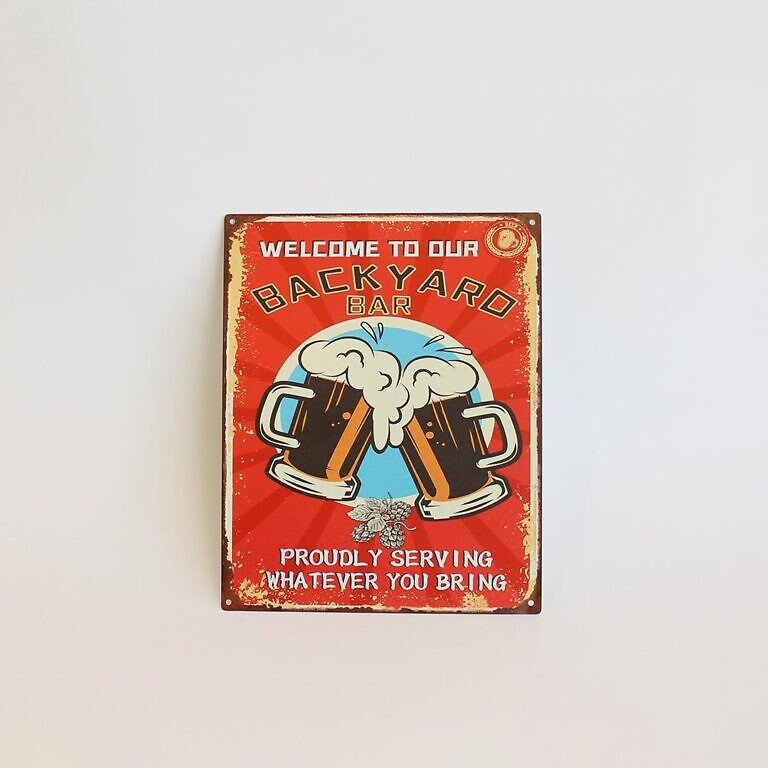 WELCOME TO OUR
BACKYARD
BAR
PROUDLY SERVING
WHATEVER YOU BRING